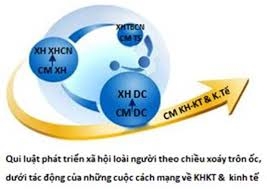 XHTBCN
CM TS
XH XHCN
CM XH
XH DC
CM DC
CM KH-KT & K.Tế
Qui luật phát triển xã hội loài người theo chiều xoáy trôn ốc,
dưới tác động của những cuộc cách mạng về KHKT & kinh tế